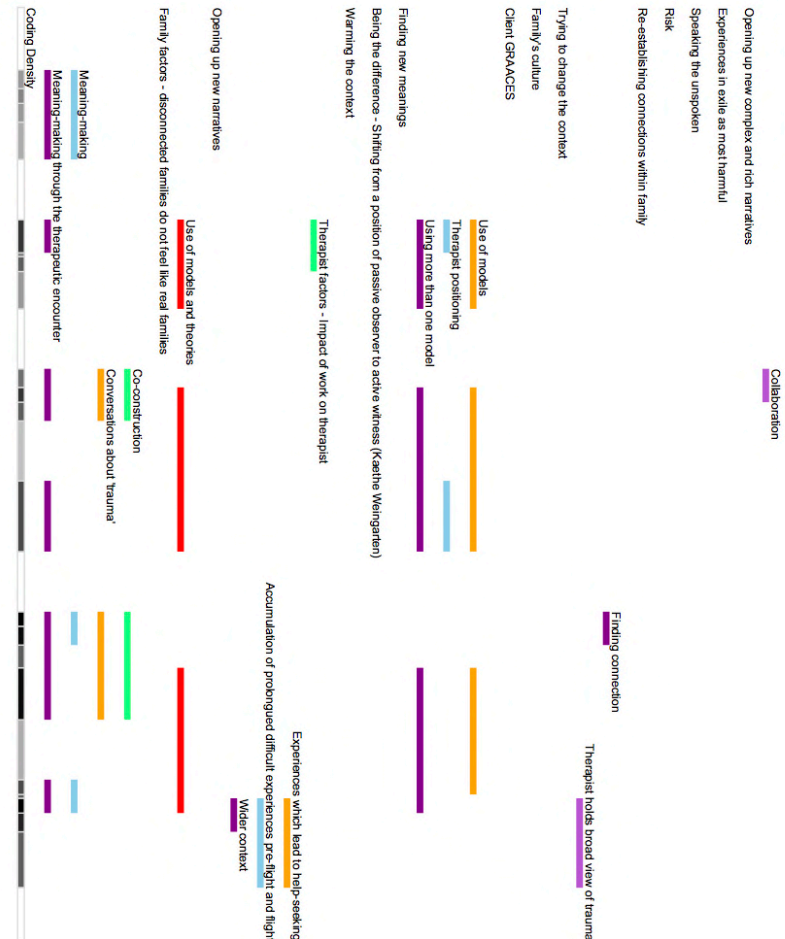 Collaboration
Opening up new complex and rich narratives
Experiences in exile as most harmful
Speaking the unspoken
Risk
Re-establishing connections within family
Finding connection
Therapist holds broad view of trauma
Trying to change the context
Family's culture
Client GRAACES
Use of models
Therapist positioning
Using more than one model
Finding new meanings
Being the difference - Shifting from a position of passive observer to active witness (Kaethe Weingarten)
Warming the context
Therapist factors - Impact of work on therapist
Experiences which lead to help-seeking
Accumulation of prolongued difficult experiences pre-flight and flight
Wider context
Opening up new narratives
Use of models and theories
Family factors - disconnected families do not feel like real families
Co-construction
Conversations about 'trauma'
Meaning-making
Meaning-making through the therapeutic encounter
Coding Density